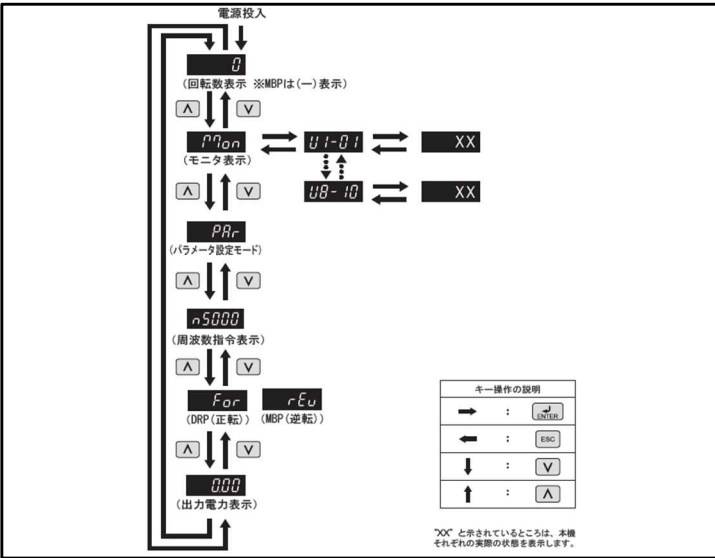 電源投入
0
(回転数表示 ※MBPは(ー)表示)
∧ ∨
Mon U1-01 XX
(モニタ表示)
∧ ∨ U8-10 XX
PAr
(パラメータ設定モード)
∧ ∨
n5000
(周波数指令表示)
∧ ∨
For rEv
(DRP(正転)) (MBP(逆転))
∧ ∨
0.00
(出力電力表示)
キー操作の説明
→ : ENTER
← : ESC
↓ : ∨
↑ : ∧
"XX" と示されているところは、本機
それぞれの実際の状態を表示します。